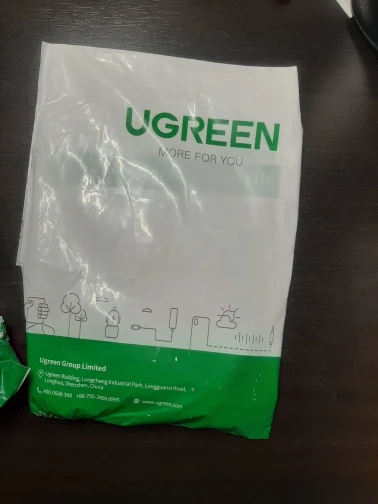 UGREEN
MORE FOR YOU
Ugreen Group Limited
Ugreen Building, Longcheng Industrial Park, Longguanxi Road,
Longhua, Shenzhen, China
www.ugreen.com